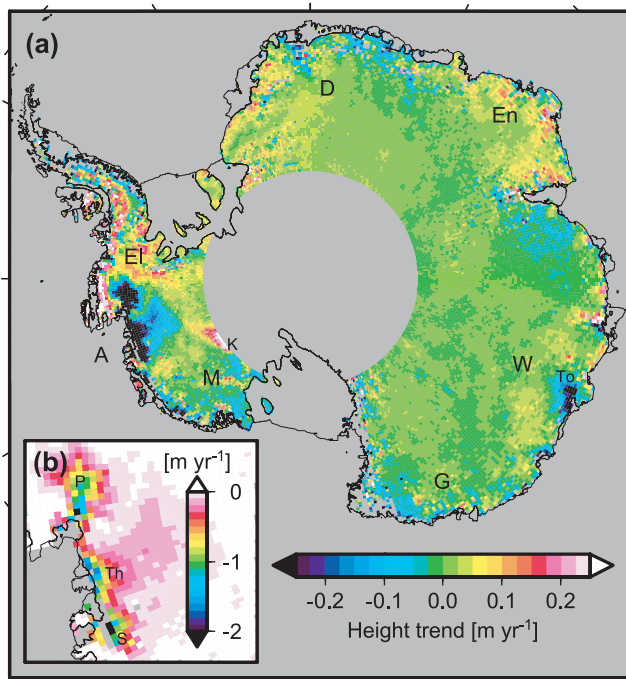 (a)
D
En
El
A
K
M
W
To
G
(b)
[m yr⁻¹]
P
0
Th
-1
S
-2
-0.2 -0.1 0.0 0.1 0.2
Height trend [m yr⁻¹]